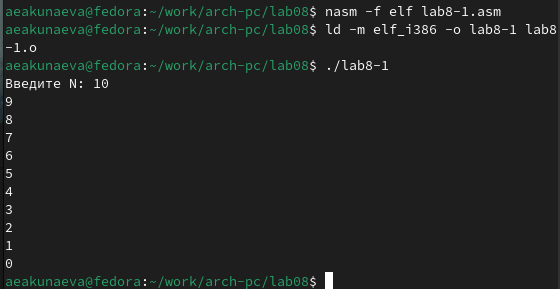 aeakunaeva@fedora:~/work/arch-pc/lab08$ nasm -f elf lab8-1.asm
aeakunaeva@fedora:~/work/arch-pc/lab08$ ld -m elf_i386 -o lab8-1 lab8
-1.o
aeakunaeva@fedora:~/work/arch-pc/lab08$ ./lab8-1
Введите N: 10
9
8
7
6
5
4
3
2
1
0
aeakunaeva@fedora:~/work/arch-pc/lab08$